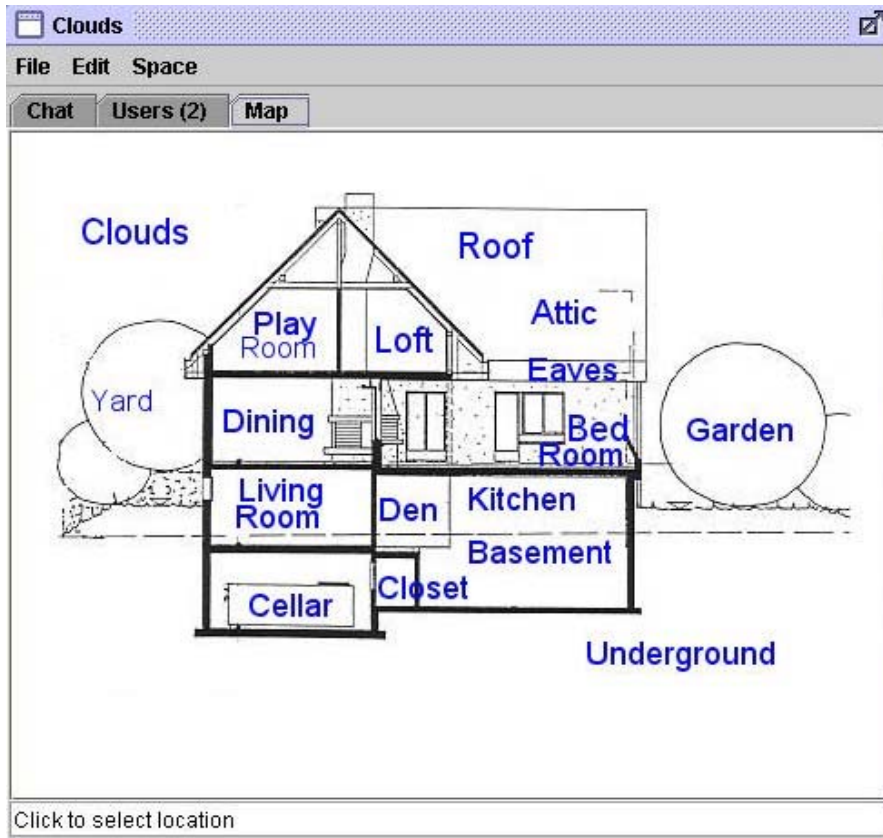 Clouds
File Edit Space
Chat Users (2) Map
Clouds
Roof
Attic
Play
Room
Loft
Eaves
Yard
Dining
Bed
Room
Garden
Living
Room
Den
Kitchen
Basement
Closet
Cellar
Underground
Click to select location